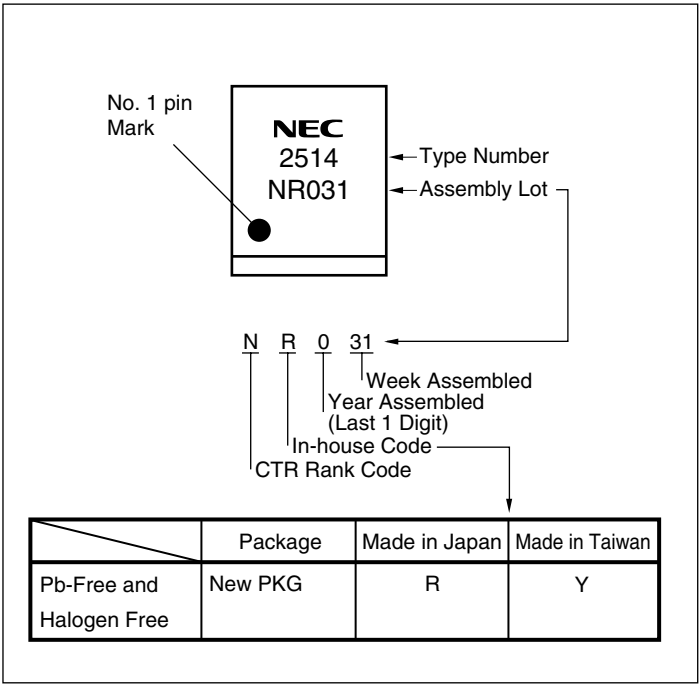 No. 1 pin
Mark
NEC
2514
NR031
Type Number
Assembly Lot
N R 0 31
Week Assembled
Year Assembled
(Last 1 Digit)
In-house Code
CTR Rank Code
Package Made in Japan Made in Taiwan
Pb-Free and New PKG R Y
Halogen Free